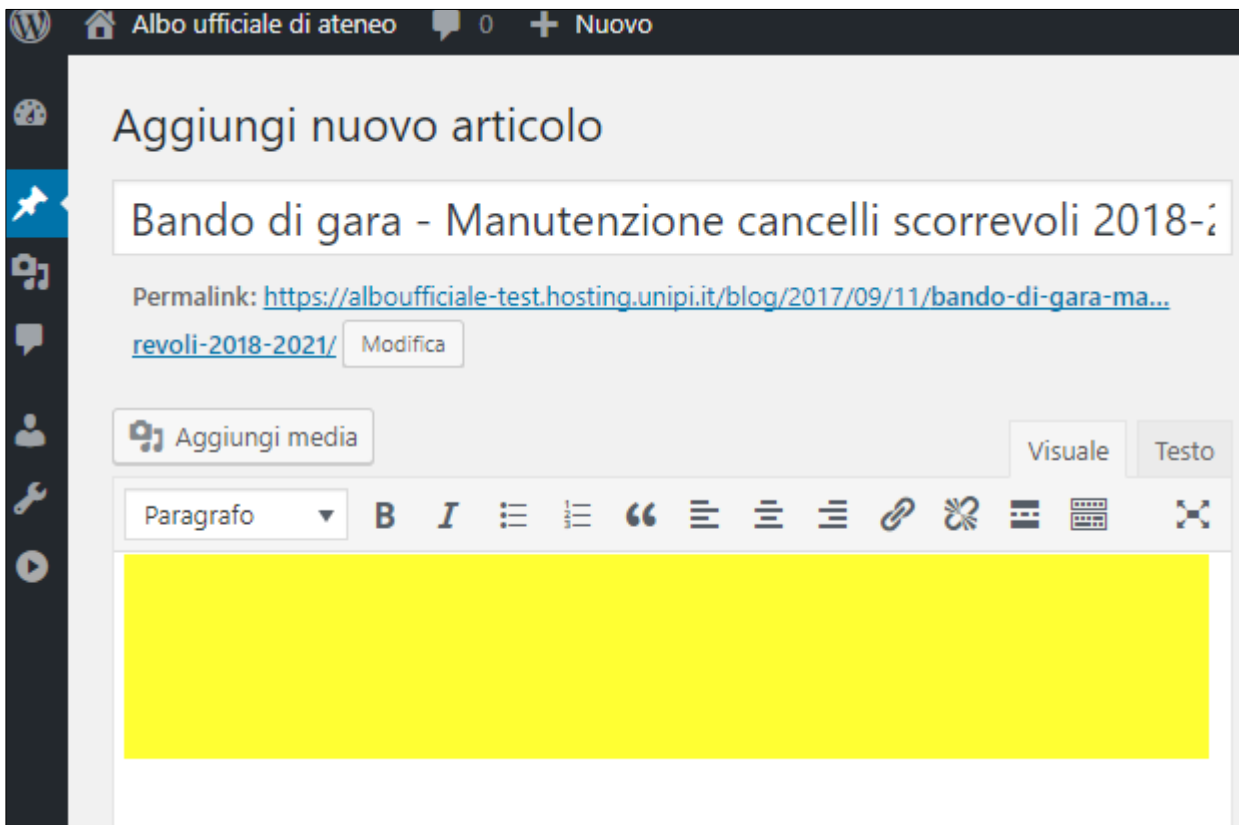 Albo ufficiale di ateneo 0 Nuovo
Aggiungi nuovo articolo
Bando di gara - Manutenzione cancelli scorrevoli 2018-
Permalink: https://alboufficiale-test.hosting.unipi.it/blog/2017/09/11/bando-di-gara-ma...
revoli-2018-2021/ Modifica
Aggiungi media
Visuale Testo
Paragrafo B I